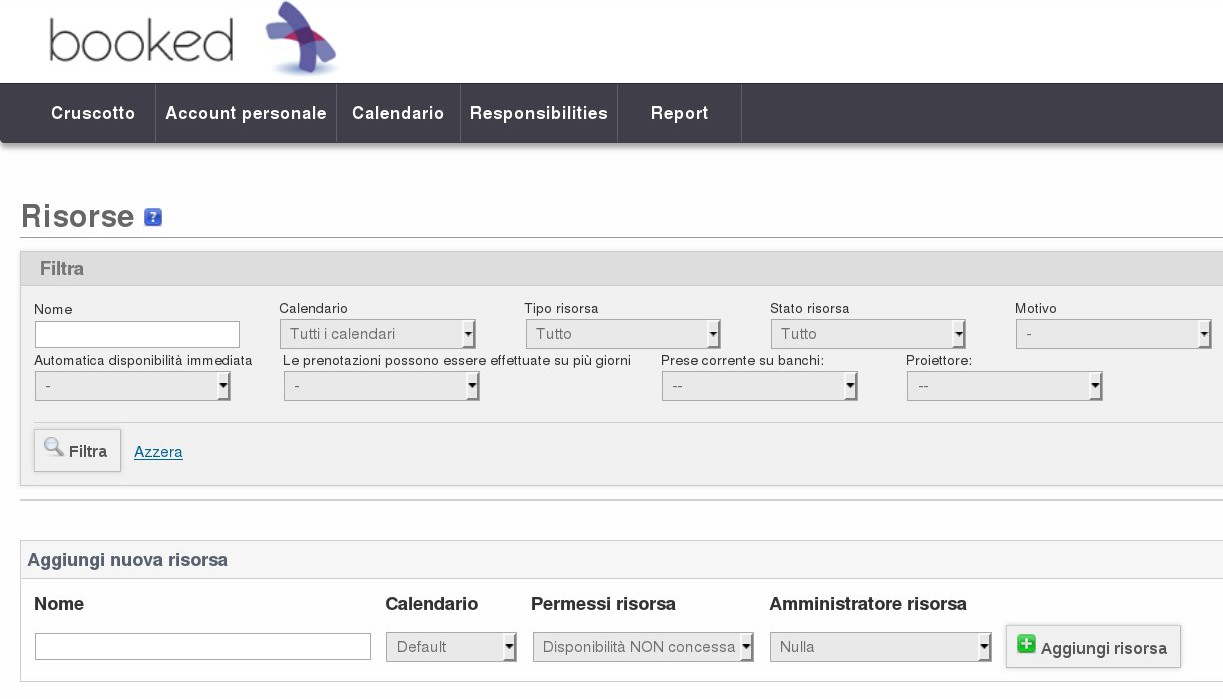 booked
Cruscotto Account personale Calendario Responsibilities Report
Risorse ?
Filtra
Nome Calendario Tipo risorsa Stato risorsa Motivo
Tutti i calendari Tutto Tutto -
Automatica disponibilità immediata Le prenotazioni possono essere effettuate su più giorni Prese corrente su banchi: Proiettore:
- - -- --
Filtra Azzera
Aggiungi nuova risorsa
Nome Calendario Permessi risorsa Amministratore risorsa
Default Disponibilità NON concessa Nulla Aggiungi risorsa